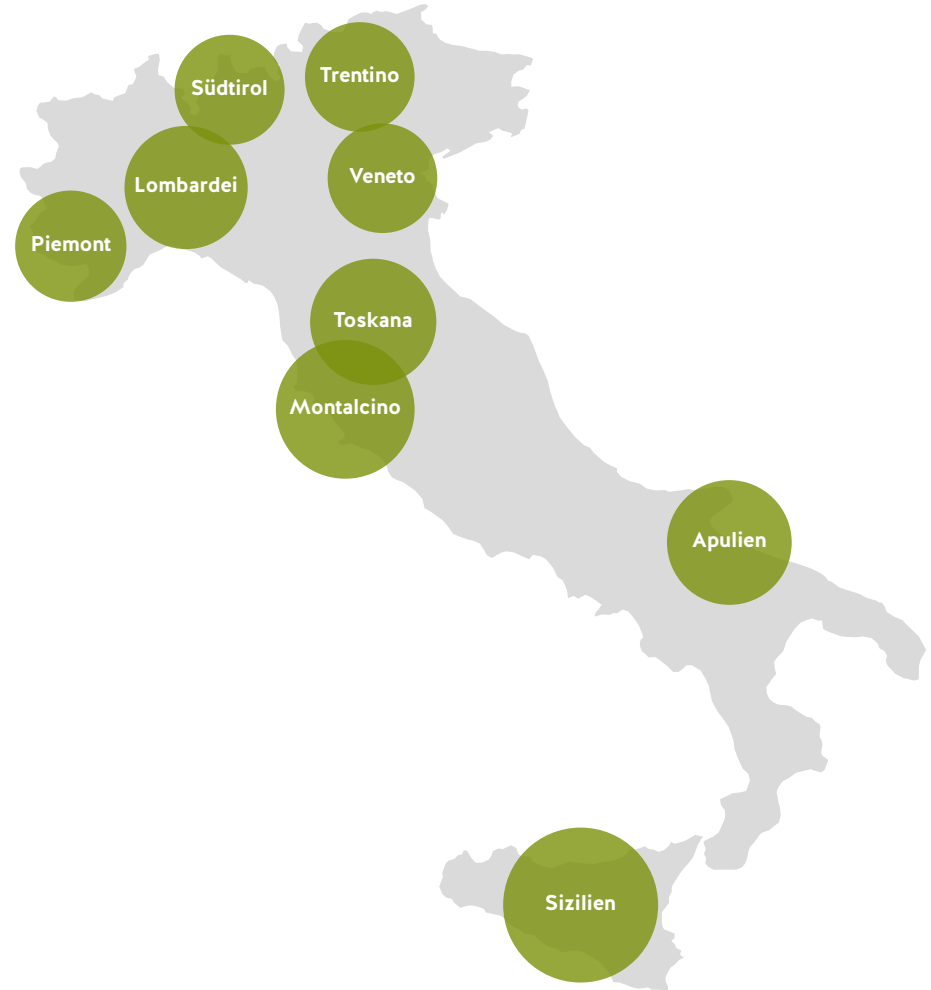 Trentino
Südtirol
Veneto
Lombardei
Piemont
Toskana
Montalcino
Apulien
Sizilien